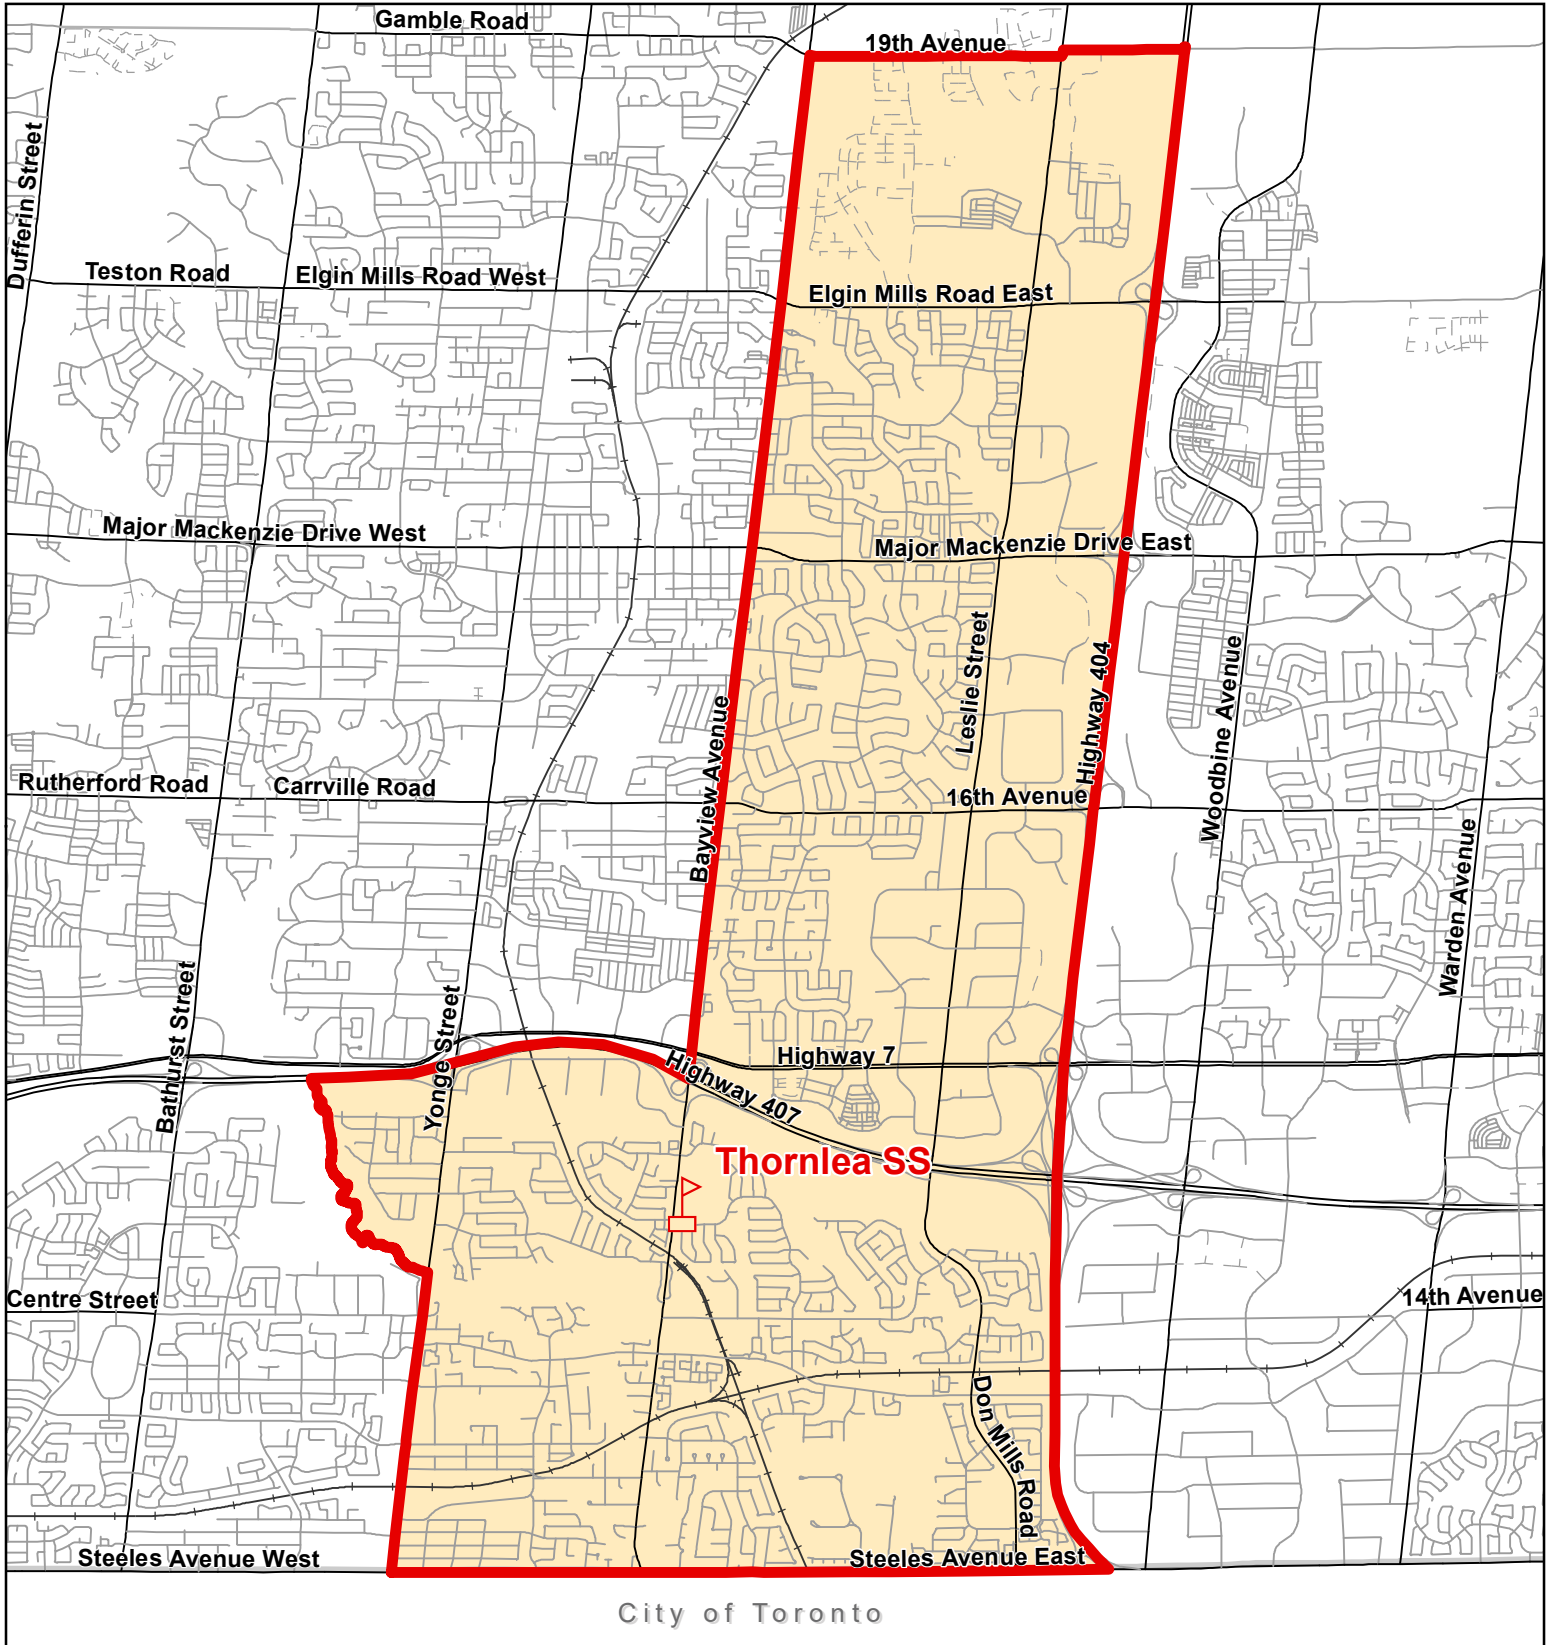 Gamble Road
19th Avenue
Dufferin Street
Teston Road
Elgin Mills Road West
Elgin Mills Road East
Major Mackenzie Drive West
Major Mackenzie Drive East
Leslie Street
Highway 404
Woodbine Avenue
Bayview Avenue
Rutherford Road
Carrville Road
16th Avenue
Warden Avenue
Bathurst Street
Yonge Street
Highway 7
Highway 407
Thornlea SS
Centre Street
14th Avenue
Don Mills Road
Steeles Avenue West
Steeles Avenue East
City of Toronto